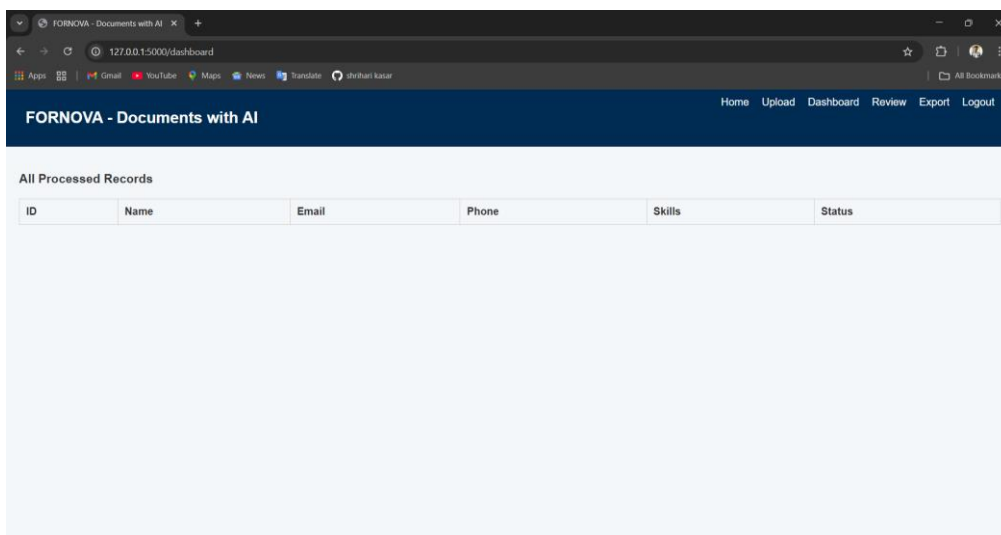 FORNOVA - Documents with AI
127.0.0.1:5000/dashboard
Apps Gmail YouTube Maps News Translate shrihari kasar All Bookmark
FORNOVA - Documents with AI Home Upload Dashboard Review Export Logout
All Processed Records
ID Name Email Phone Skills Status